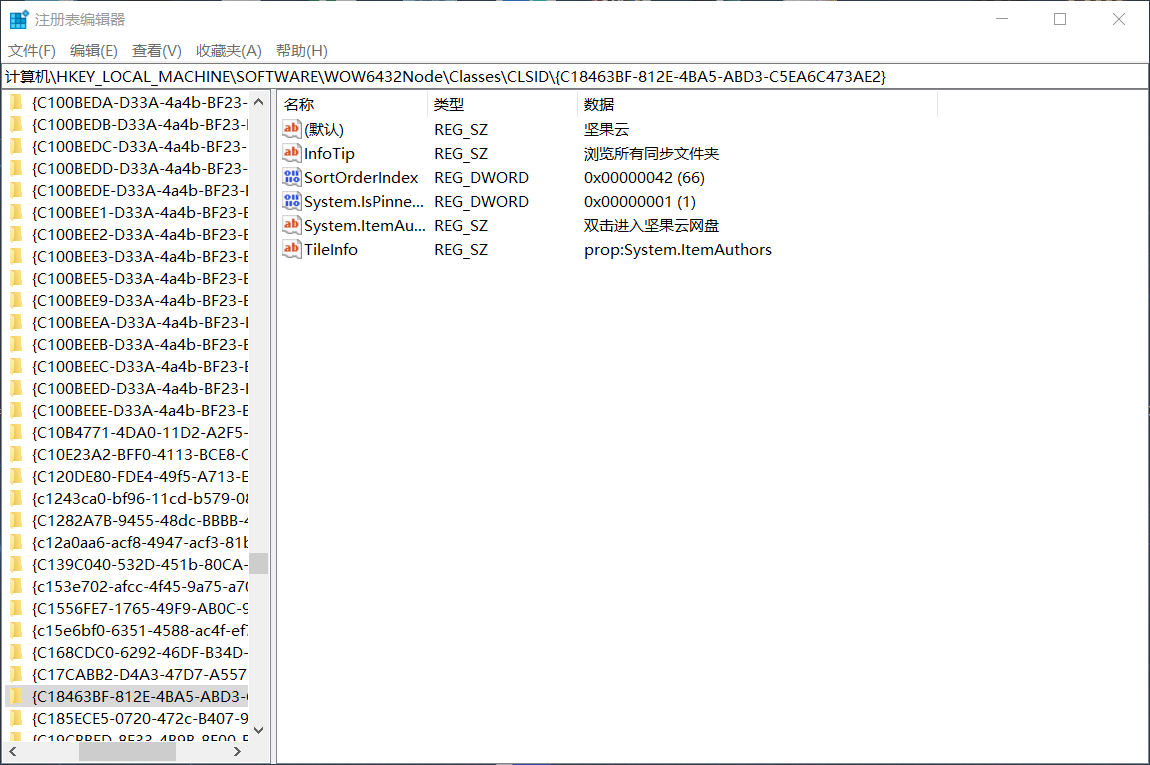 注册表编辑器
文件(F) 编辑(E) 查看(V) 收藏夹(A) 帮助(H)
计算机\HKEY_LOCAL_MACHINE\SOFTWARE\WOW6432Node\Classes\CLSID\{C18463BF-812E-4BA5-ABD3-C5EA6C473AE2}
{C100BEDA-D33A-4a4b-BF23-
{C100BEDB-D33A-4a4b-BF23-
{C100BEDC-D33A-4a4b-BF23-
{C100BEDD-D33A-4a4b-BF23-
{C100BEDE-D33A-4a4b-BF23-
{C100BEE1-D33A-4a4b-BF23-
{C100BEE2-D33A-4a4b-BF23-
{C100BEE3-D33A-4a4b-BF23-
{C100BEE5-D33A-4a4b-BF23-
{C100BEE9-D33A-4a4b-BF23-
{C100BEEA-D33A-4a4b-BF23-
{C100BEEB-D33A-4a4b-BF23-
{C100BEEC-D33A-4a4b-BF23-
{C100BEED-D33A-4a4b-BF23-
{C100BEEE-D33A-4a4b-BF23-
{C10B4771-4DA0-11D2-A2F5-
{C10E23A2-BFF0-4113-BCE8-
{C120DE80-FDE4-49f5-A713-
{c1243ca0-bf96-11cd-b579-08
{C1282A7B-9455-48dc-BBBB-
{c12a0aa6-acf8-4947-acf3-81b
{C139C040-532D-451b-80CA-
{c153e702-afcc-4f45-9a75-a70
{C1556FE7-1765-49F9-AB0C-9
{c15e6bf0-6351-4588-ac4f-ef
{C168CDC0-6292-46DF-B34D-
{C17CABB2-D4A3-47D7-A557
{C18463BF-812E-4BA5-ABD3-
{C185ECE5-0720-472c-B407-9
名称 类型 数据
(默认) REG_SZ 坚果云
InfoTip REG_SZ 浏览所有同步文件夹
SortOrderIndex REG_DWORD 0x00000042 (66)
System.IsPinne... REG_DWORD 0x00000001 (1)
System.ItemAu... REG_SZ 双击进入坚果云网盘
TileInfo REG_SZ prop:System.ItemAuthors